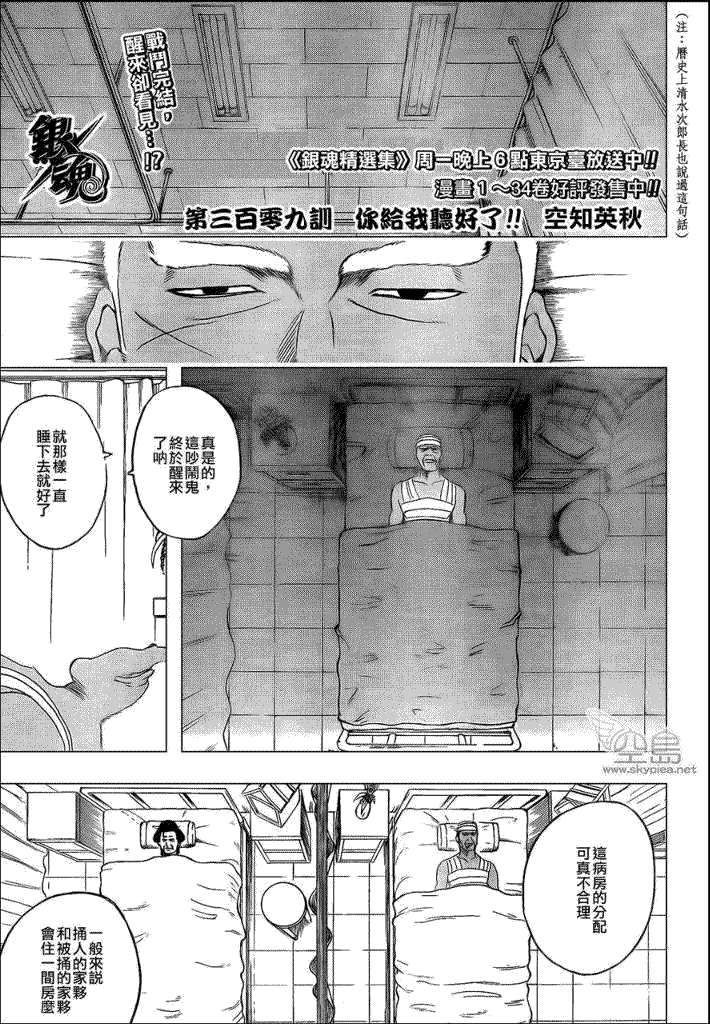 (注：曆史上清水次郎長也說過這句話)
戰鬥完結，
醒來卻看見…!?
銀魂
《銀魂精選集》周一晚上6點東京臺放送中!!
漫畫1～34卷好評發售中!!
第三百零九訓 你給我聽好了!! 空知英秋
真是的，
這吵鬧鬼
終於醒來
了吶
就那樣一直
睡下去就好了
空島
www.skypiea.net
這病房的分配
可真不合理
一般來說
捅人的家夥
和被捅的家夥
會住一間房麼